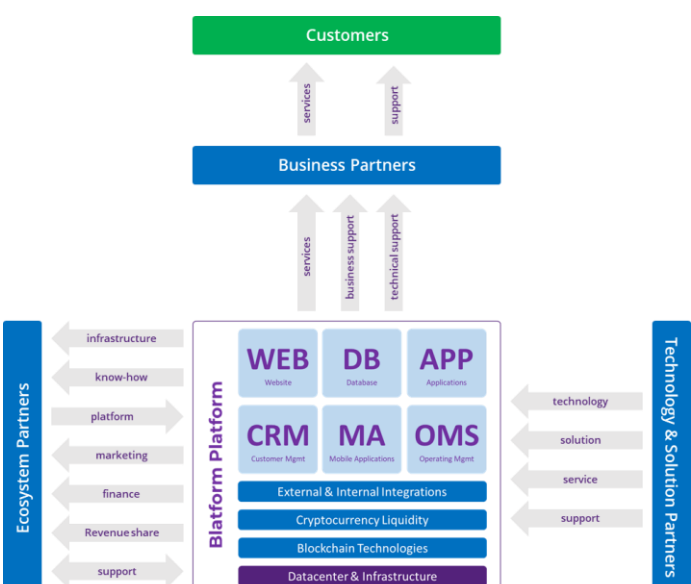 Customers
services
support
Business Partners
services
business support
technical support
Ecosystem Partners
infrastructure
know-how
platform
marketing
finance
Revenue share
support
Blatform Platform
WEB
Website
DB
Database
APP
Applications
CRM
Customer Mgmt
MA
Mobile Applications
OMS
Operating Mgmt
External & Internal Integrations
Cryptocurrency Liquidity
Blockchain Technologies
Datacenter & Infrastructure
technology
solution
service
support
Technology & Solution Partners